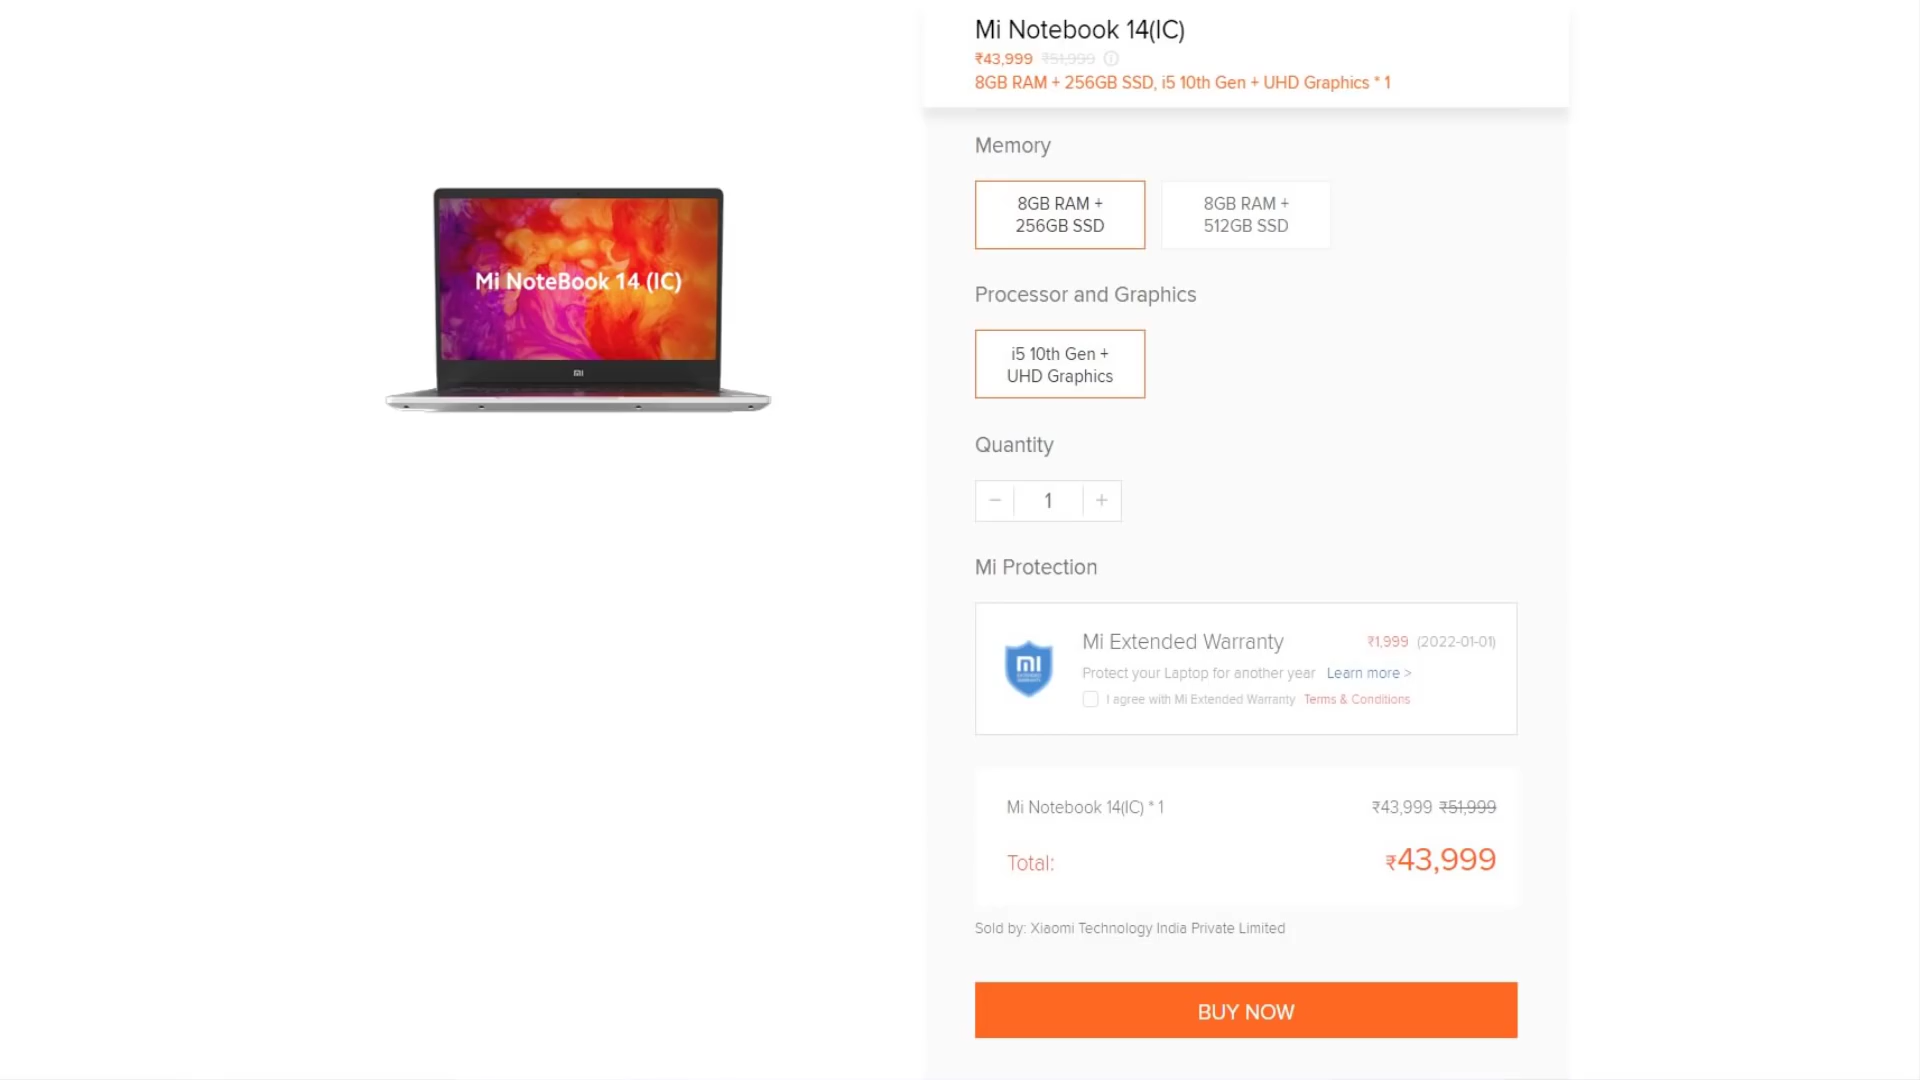 Mi Notebook 14(IC)
₹43,999 ₹51,999
8GB RAM + 256GB SSD, i5 10th Gen + UHD Graphics * 1
Mi NoteBook 14 (IC)
mi
Memory
8GB RAM +
256GB SSD
8GB RAM +
512GB SSD
Processor and Graphics
i5 10th Gen +
UHD Graphics
Quantity
− 1 +
Mi Protection
mi
Mi Extended Warranty ₹1,999 (2022-01-01)
Protect your Laptop for another year Learn more >
I agree with Mi Extended Warranty Terms & Conditions
Mi Notebook 14(IC) * 1 ₹43,999 ₹51,999
Total: ₹43,999
Sold by: Xiaomi Technology India Private Limited
BUY NOW